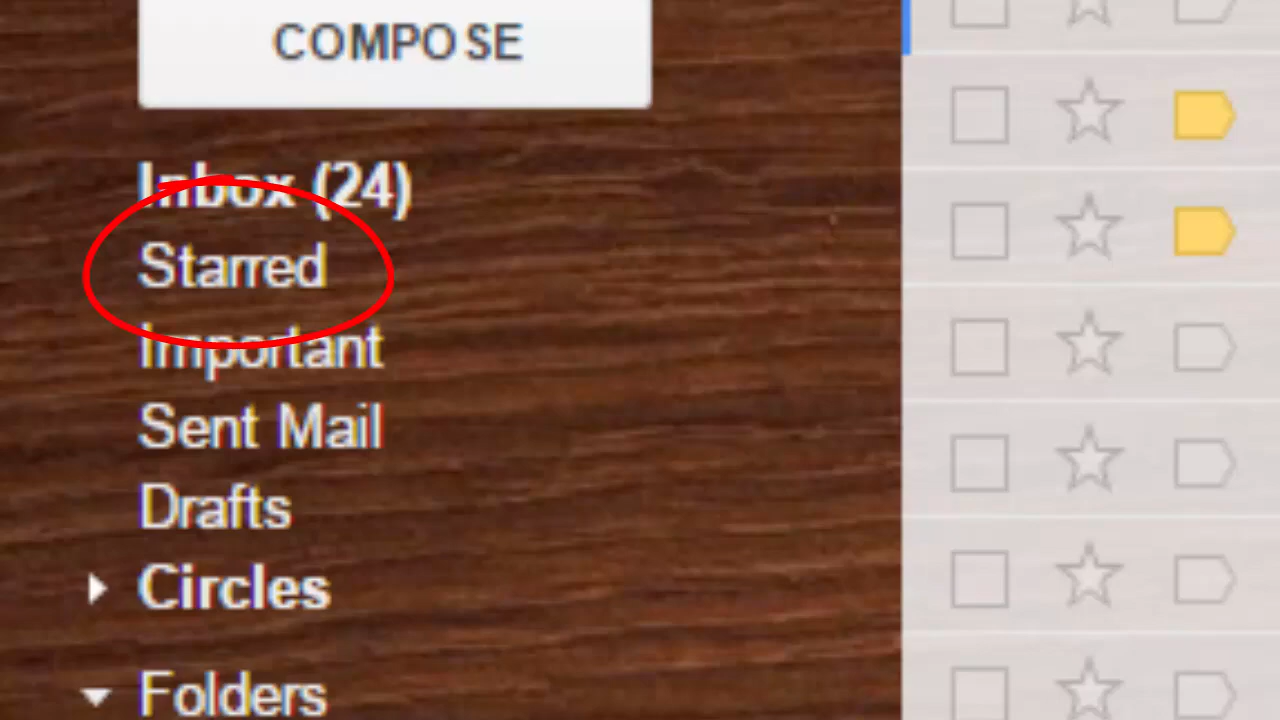 COMPOSE
Inbox (24)
Starred
Important
Sent Mail
Drafts
Circles
Folders